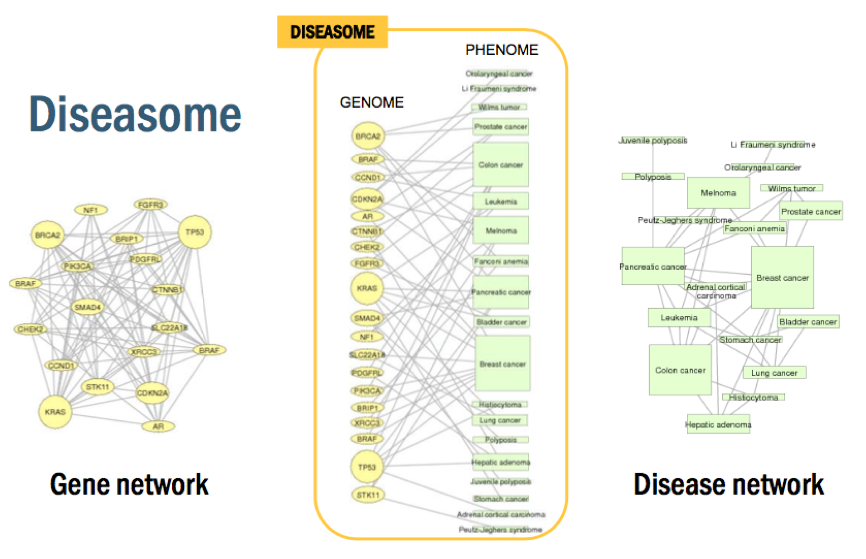 DISEASOME
PHENOME
GENOME
Diseasome
Orolaryngeal cancer
Li Fraumeni syndrome
Wilms tumor
Prostate cancer
Colon cancer
Leukemia
Melnoma
Fanconi anemia
Pancreatic cancer
Bladder cancer
Breast cancer
Histiocytoma
Lung cancer
Polyposis
Hepatic adenoma
Juvenile polyposis
Stomach cancer
Adrenal cortical carcinoma
Peutz-Jeghers syndrome
BRCA2
BRAF
CCND1
CDKN2A
AR
CTNNB1
CHEK2
FGFR3
KRAS
SMAD4
NF1
SLC22A18
PDGFRL
PIK3CA
BRIP1
XRCC3
BRAF
TP53
STK11
FGFR3
NF1
TP53
BRCA2
BRIP1
PDGFRL
PIK3CA
BRAF
CTNNB1
SMAD4
CHEK2
SLC22A18
XRCC3
BRAF
CCND1
STK11
CDKN2A
KRAS
AR
Gene network
Juvenile polyposis
Li Fraumeni syndrome
Orolaryngeal cancer
Polyposis
Melnoma
Wilms tumor
Prostate cancer
Peutz-Jeghers syndrome
Fanconi anemia
Pancreatic cancer
Breast cancer
Adrenal cortical
carcinoma
Leukemia
Bladder cancer
Stomach cancer
Colon cancer
Lung cancer
Histiocytoma
Hepatic adenoma
Disease network